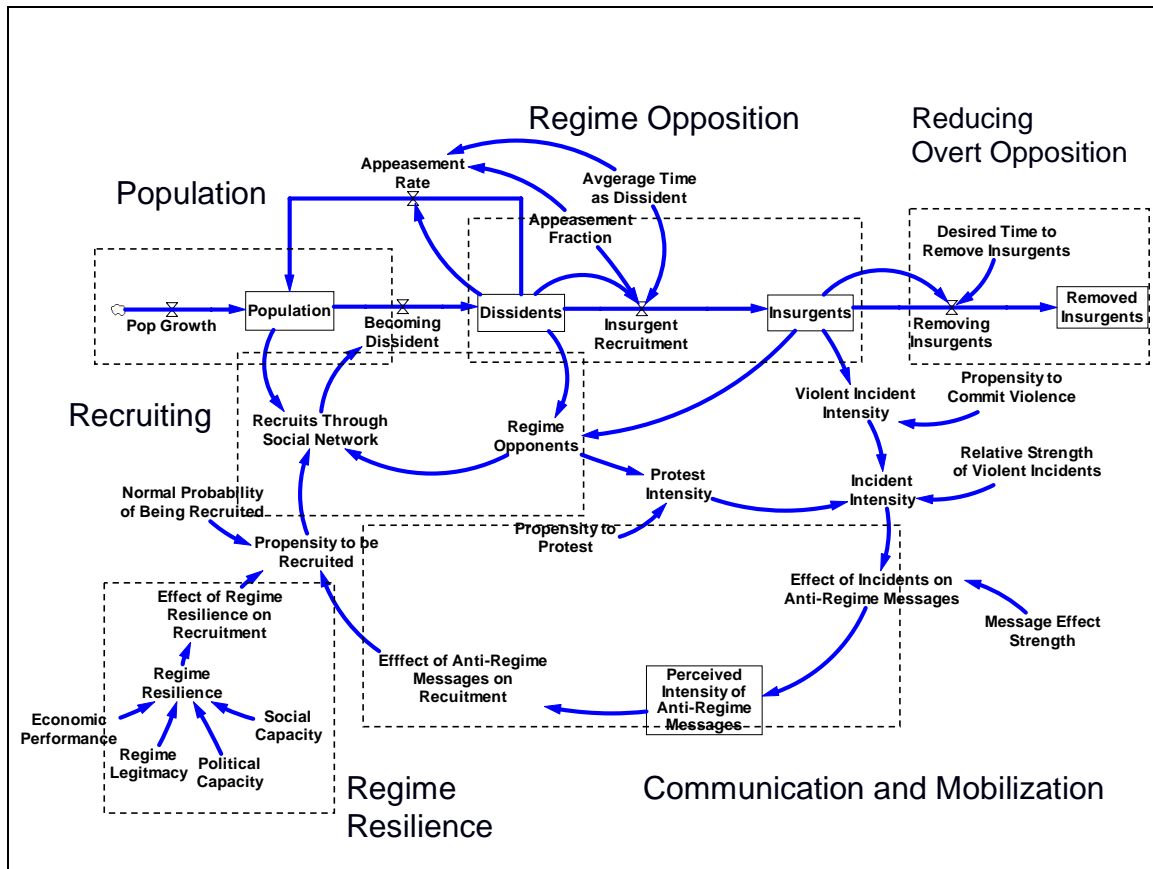 Regime Opposition
Reducing
Overt Opposition
Population
Appeasement
Rate
Avgerage Time
as Dissident
Appeasement
Fraction
Desired Time to
Remove Insurgents
Pop Growth
Population
Becoming
Dissident
Dissidents
Insurgent
Recruitment
Insurgents
Removing
Insurgents
Removed
Insurgents
Recruiting
Recruits Through
Social Network
Regime
Opponents
Violent Incident
Intensity
Propensity to
Commit Violence
Relative Strength
of Violent Incidents
Protest
Intensity
Incident
Intensity
Normal Probability
of Being Recruited
Propensity to
Protest
Propensity to be
Recruited
Effect of Regime
Resilience on
Recruitment
Effect of Incidents on
Anti-Regime Messages
Message Effect
Strength
Efffect of Anti-Regime
Messages on
Recuitment
Perceived
Intensity of
Anti-Regime
Messages
Regime
Resilience
Economic
Performance
Regime
Legitmacy
Political
Capacity
Social
Capacity
Regime
Resilience
Communication and Mobilization